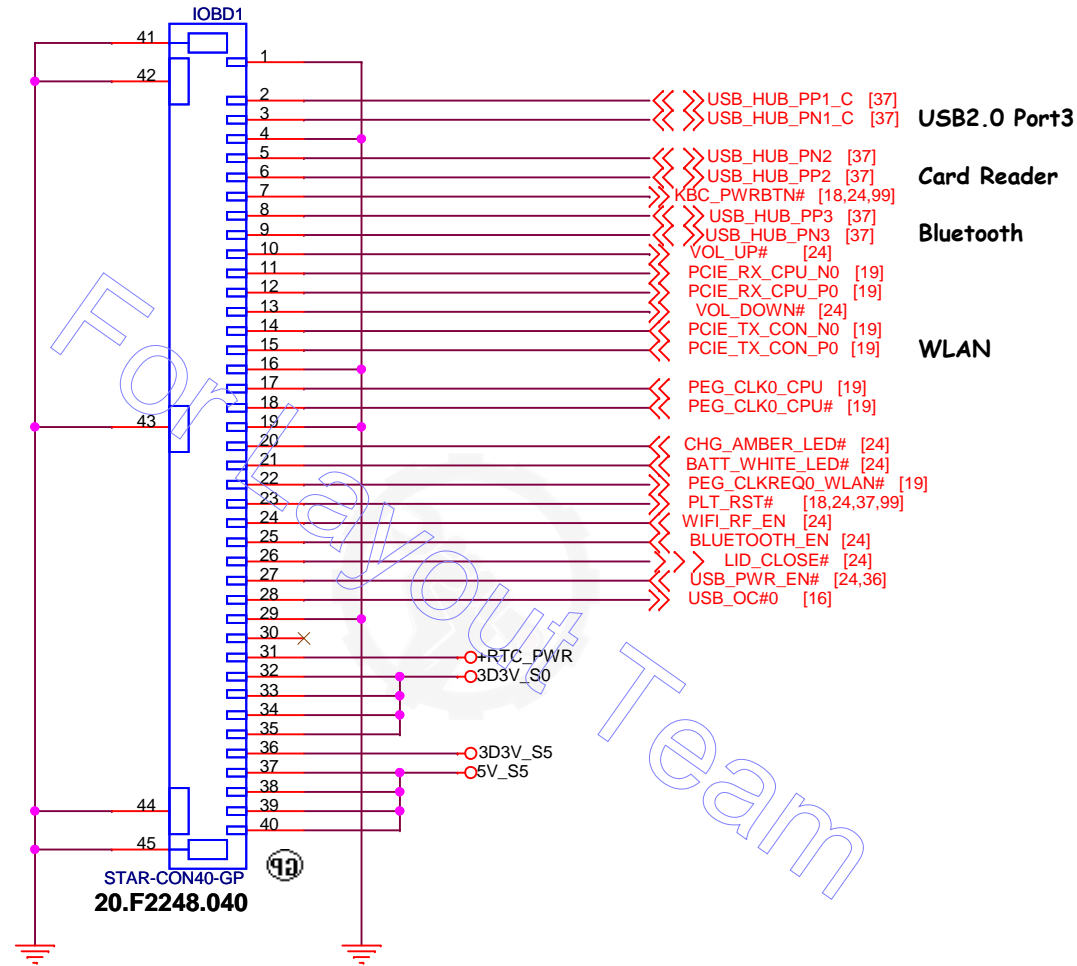 IOBD1
41
1
42
2 USB_HUB_PP1_C [37]
3 USB_HUB_PN1_C [37] USB2.0 Port3
4
5 USB_HUB_PN2 [37]
6 USB_HUB_PP2 [37] Card Reader
7 KBC_PWRBTN# [18,24,99]
8 USB_HUB_PP3 [37]
9 USB_HUB_PN3 [37] Bluetooth
10 VOL_UP# [24]
11 PCIE_RX_CPU_N0 [19]
12 PCIE_RX_CPU_P0 [19]
13 VOL_DOWN# [24]
14 PCIE_TX_CON_N0 [19]
15 PCIE_TX_CON_P0 [19] WLAN
16
17 PEG_CLK0_CPU [19]
18 PEG_CLK0_CPU# [19]
43 19
20 CHG_AMBER_LED# [24]
21 BATT_WHITE_LED# [24]
22 PEG_CLKREQ0_WLAN# [19]
23 PLT_RST# [18,24,37,99]
24 WIFI_RF_EN [24]
25 BLUETOOTH_EN [24]
26 LID_CLOSE# [24]
27 USB_PWR_EN# [24,36]
28 USB_OC#0 [16]
29
30
31 +RTC_PWR
32 3D3V_S0
33
34
35
36 3D3V_S5
37 5V_S5
38
44 39
40
45
GP
STAR-CON40-GP
20.F2248.040
For Layout Team